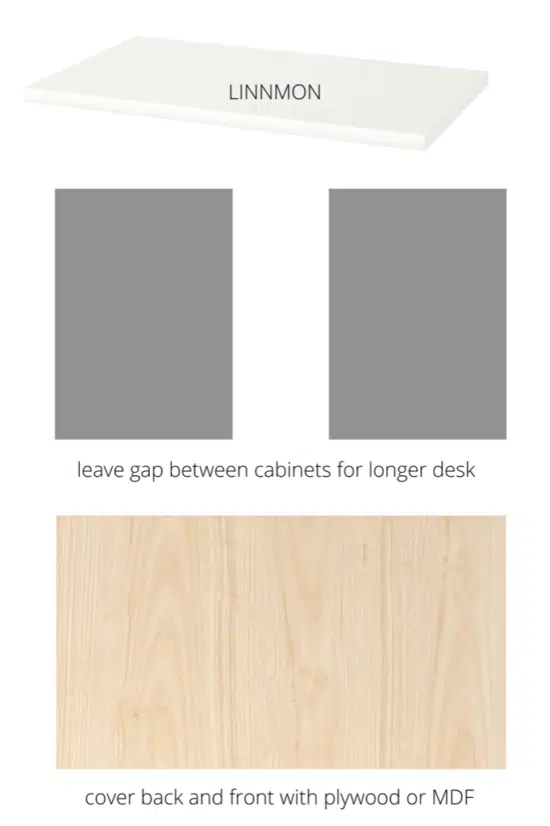 LINNMON
leave gap between cabinets for longer desk
cover back and front with plywood or MDF